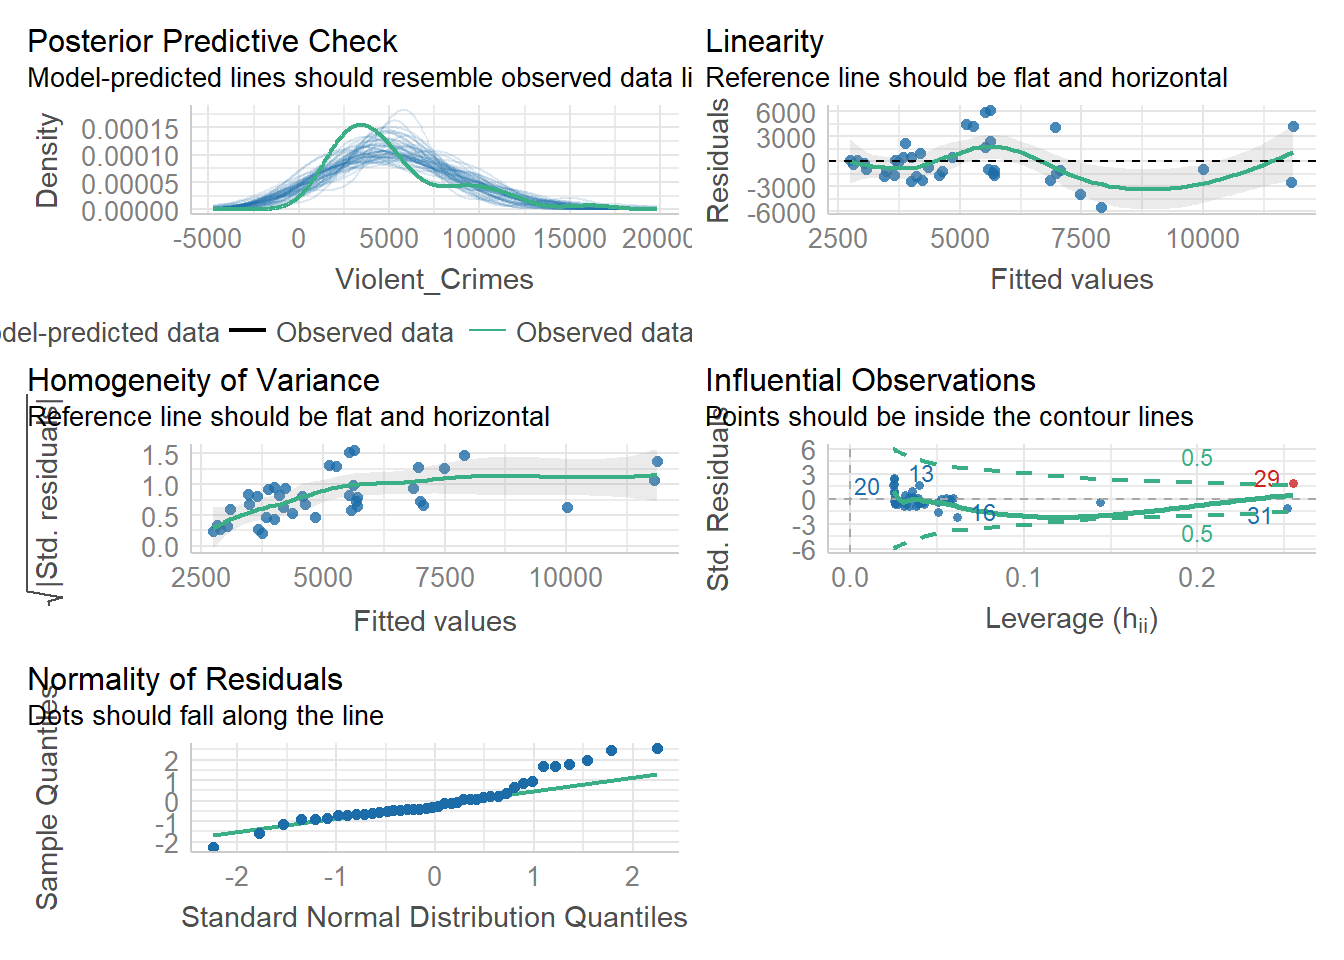 Posterior Predictive Check
Model-predicted lines should resemble observed data li
Density
0.00015
0.00010
0.00005
0.00000
-5000 0 5000 10000 15000 20000
Violent_Crimes
del-predicted data Observed data Observed data
Linearity
Reference line should be flat and horizontal
Residuals
6000
3000
0
-3000
-6000
2500 5000 7500 10000
Fitted values
Homogeneity of Variance
Reference line should be flat and horizontal
√|Std. residuals|
1.5
1.0
0.5
0.0
2500 5000 7500 10000
Fitted values
Influential Observations
Points should be inside the contour lines
Std. Residuals
6
3
0
-3
-6
0.5
13
29
20
16
31
0.5
0.0 0.1 0.2
Leverage (hii)
Normality of Residuals
Dots should fall along the line
Sample Quantiles
2
1
0
-1
-2
-2 -1 0 1 2
Standard Normal Distribution Quantiles